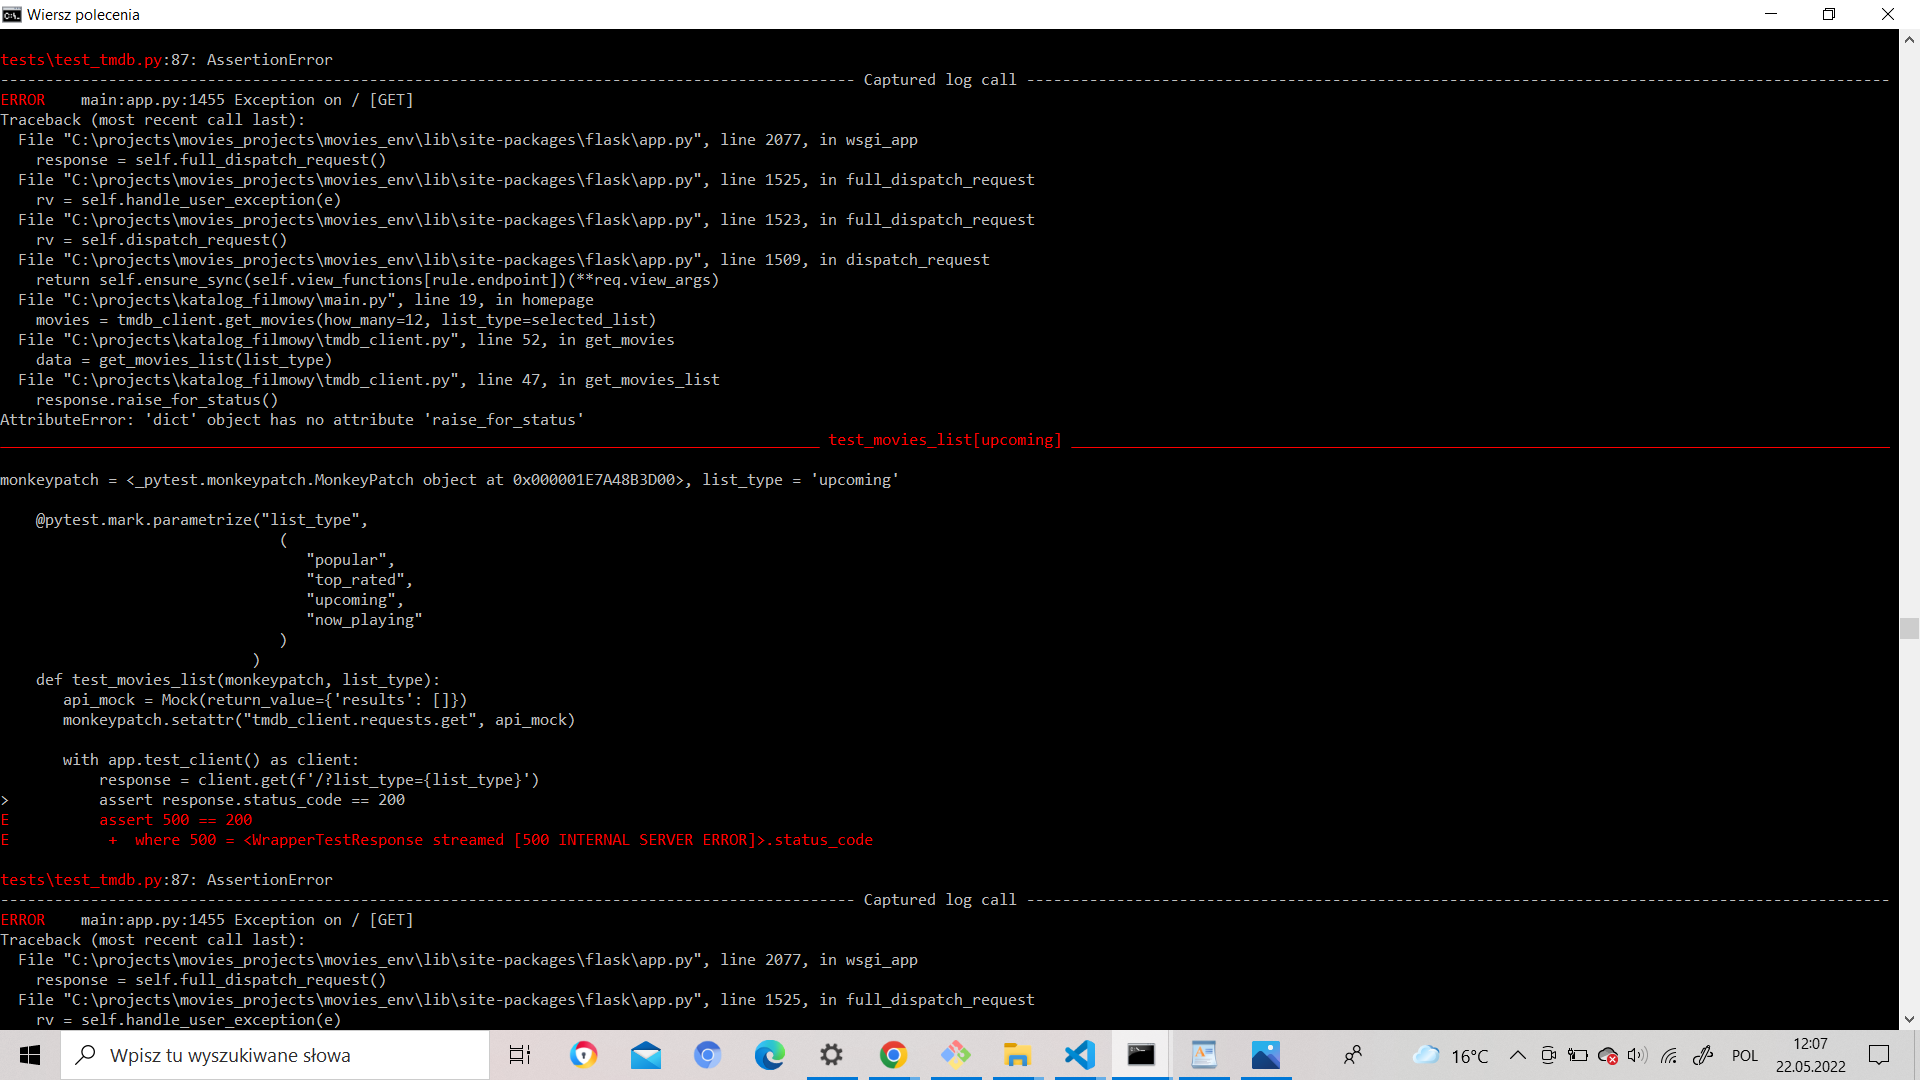 Wiersz polecenia
tests\test_tmdb.py:87: AssertionError
----------------------------------------------------------------------------------------------- Captured log call ------------------------------------------------------------------------------------------------
ERROR    main:app.py:1455 Exception on / [GET]
Traceback (most recent call last):
  File "C:\projects\movies_projects\movies_env\lib\site-packages\flask\app.py", line 2077, in wsgi_app
    response = self.full_dispatch_request()
  File "C:\projects\movies_projects\movies_env\lib\site-packages\flask\app.py", line 1525, in full_dispatch_request
    rv = self.handle_user_exception(e)
  File "C:\projects\movies_projects\movies_env\lib\site-packages\flask\app.py", line 1523, in full_dispatch_request
    rv = self.dispatch_request()
  File "C:\projects\movies_projects\movies_env\lib\site-packages\flask\app.py", line 1509, in dispatch_request
    return self.ensure_sync(self.view_functions[rule.endpoint])(**req.view_args)
  File "C:\projects\katalog_filmowy\main.py", line 19, in homepage
    movies = tmdb_client.get_movies(how_many=12, list_type=selected_list)
  File "C:\projects\katalog_filmowy\tmdb_client.py", line 52, in get_movies
    data = get_movies_list(list_type)
  File "C:\projects\katalog_filmowy\tmdb_client.py", line 47, in get_movies_list
    response.raise_for_status()
AttributeError: 'dict' object has no attribute 'raise_for_status'
___________________________________________________________________________________________ test_movies_list[upcoming] ___________________________________________________________________________________________
monkeypatch = <_pytest.monkeypatch.MonkeyPatch object at 0x000001E7A48B3D00>, list_type = 'upcoming'
    @pytest.mark.parametrize("list_type",
                               (
                                  "popular",
                                  "top_rated",
                                  "upcoming",
                                  "now_playing"
                               )
                            )
    def test_movies_list(monkeypatch, list_type):
       api_mock = Mock(return_value={'results': []})
       monkeypatch.setattr("tmdb_client.requests.get", api_mock)
       with app.test_client() as client:
           response = client.get(f'/?list_type={list_type}')
>          assert response.status_code == 200
E          assert 500 == 200
E           +  where 500 = <WrapperTestResponse streamed [500 INTERNAL SERVER ERROR]>.status_code
tests\test_tmdb.py:87: AssertionError
----------------------------------------------------------------------------------------------- Captured log call ------------------------------------------------------------------------------------------------
ERROR    main:app.py:1455 Exception on / [GET]
Traceback (most recent call last):
  File "C:\projects\movies_projects\movies_env\lib\site-packages\flask\app.py", line 2077, in wsgi_app
    response = self.full_dispatch_request()
  File "C:\projects\movies_projects\movies_env\lib\site-packages\flask\app.py", line 1525, in full_dispatch_request
    rv = self.handle_user_exception(e)
Wpisz tu wyszukiwane słowa
16°C
POL
12:07
22.05.2022